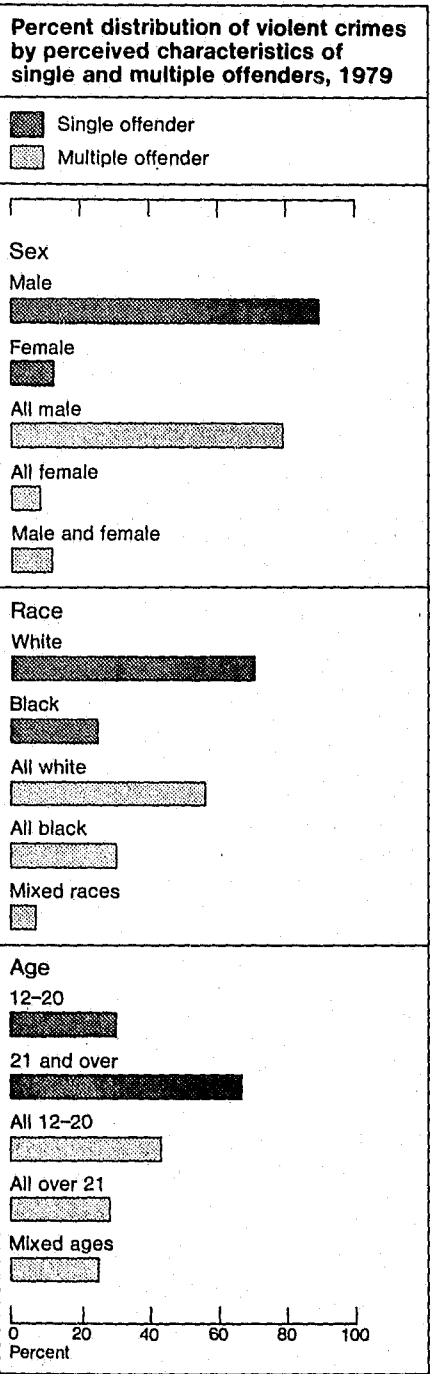 Percent distribution of violent crimes
by perceived characteristics of
single and multiple offenders, 1979
Single offender
Multiple offender
Sex
Male
Female
All male
All female
Male and female
Race
White
Black
All white
All black
Mixed races
Age
12–20
21 and over
All 12–20
All over 21
Mixed ages
0 20 40 60 80 100
Percent